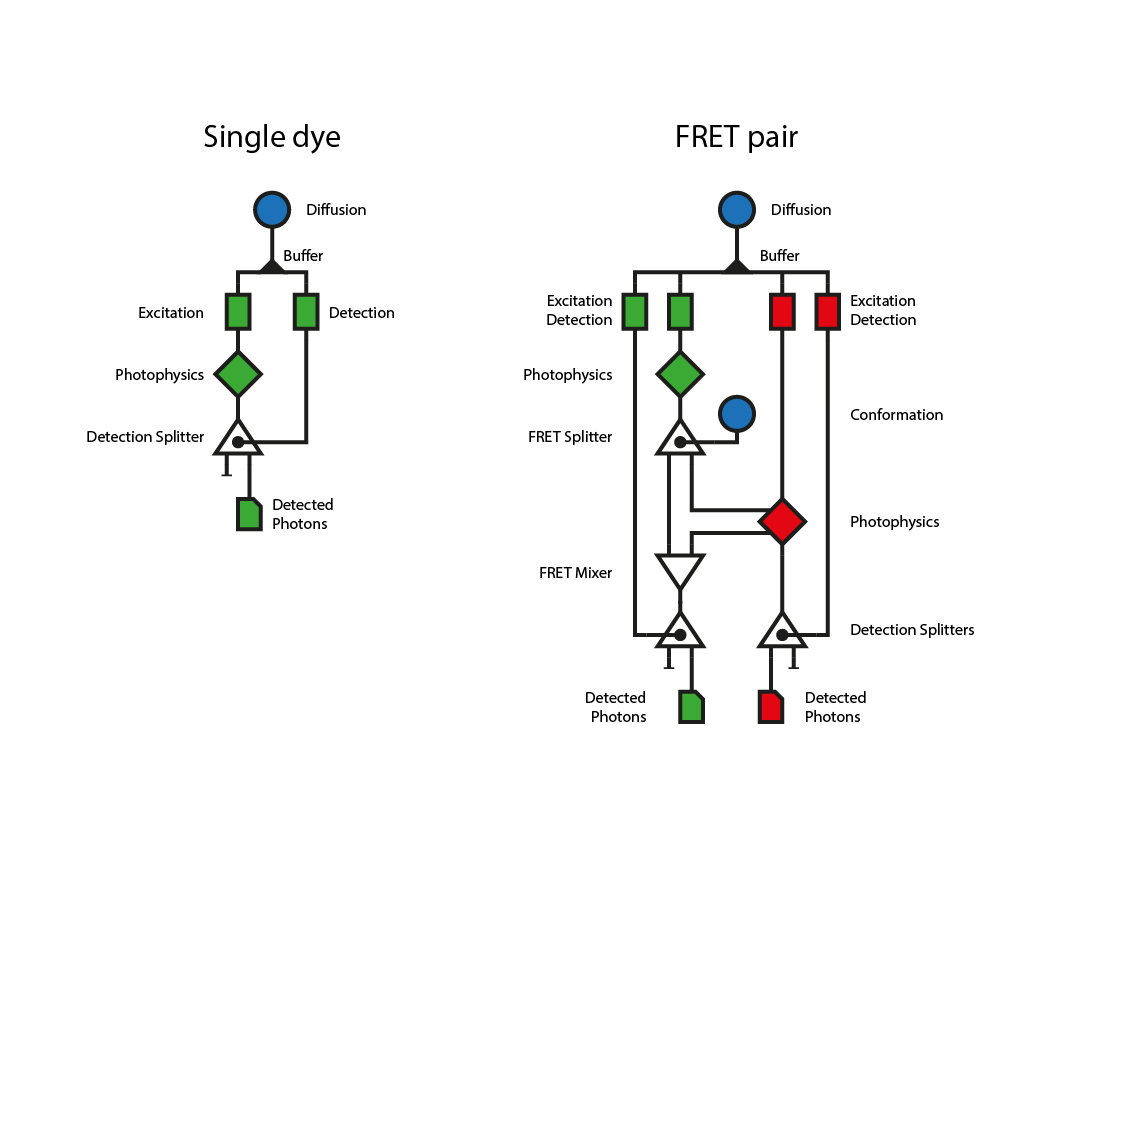 Single dye
Diffusion
Buffer
Excitation
Detection
Photophysics
Detection Splitter
Detected
Photons
FRET pair
Diffusion
Buffer
Excitation
Detection
Excitation
Detection
Photophysics
Conformation
FRET Splitter
Photophysics
FRET Mixer
Detection Splitters
Detected
Photons
Detected
Photons